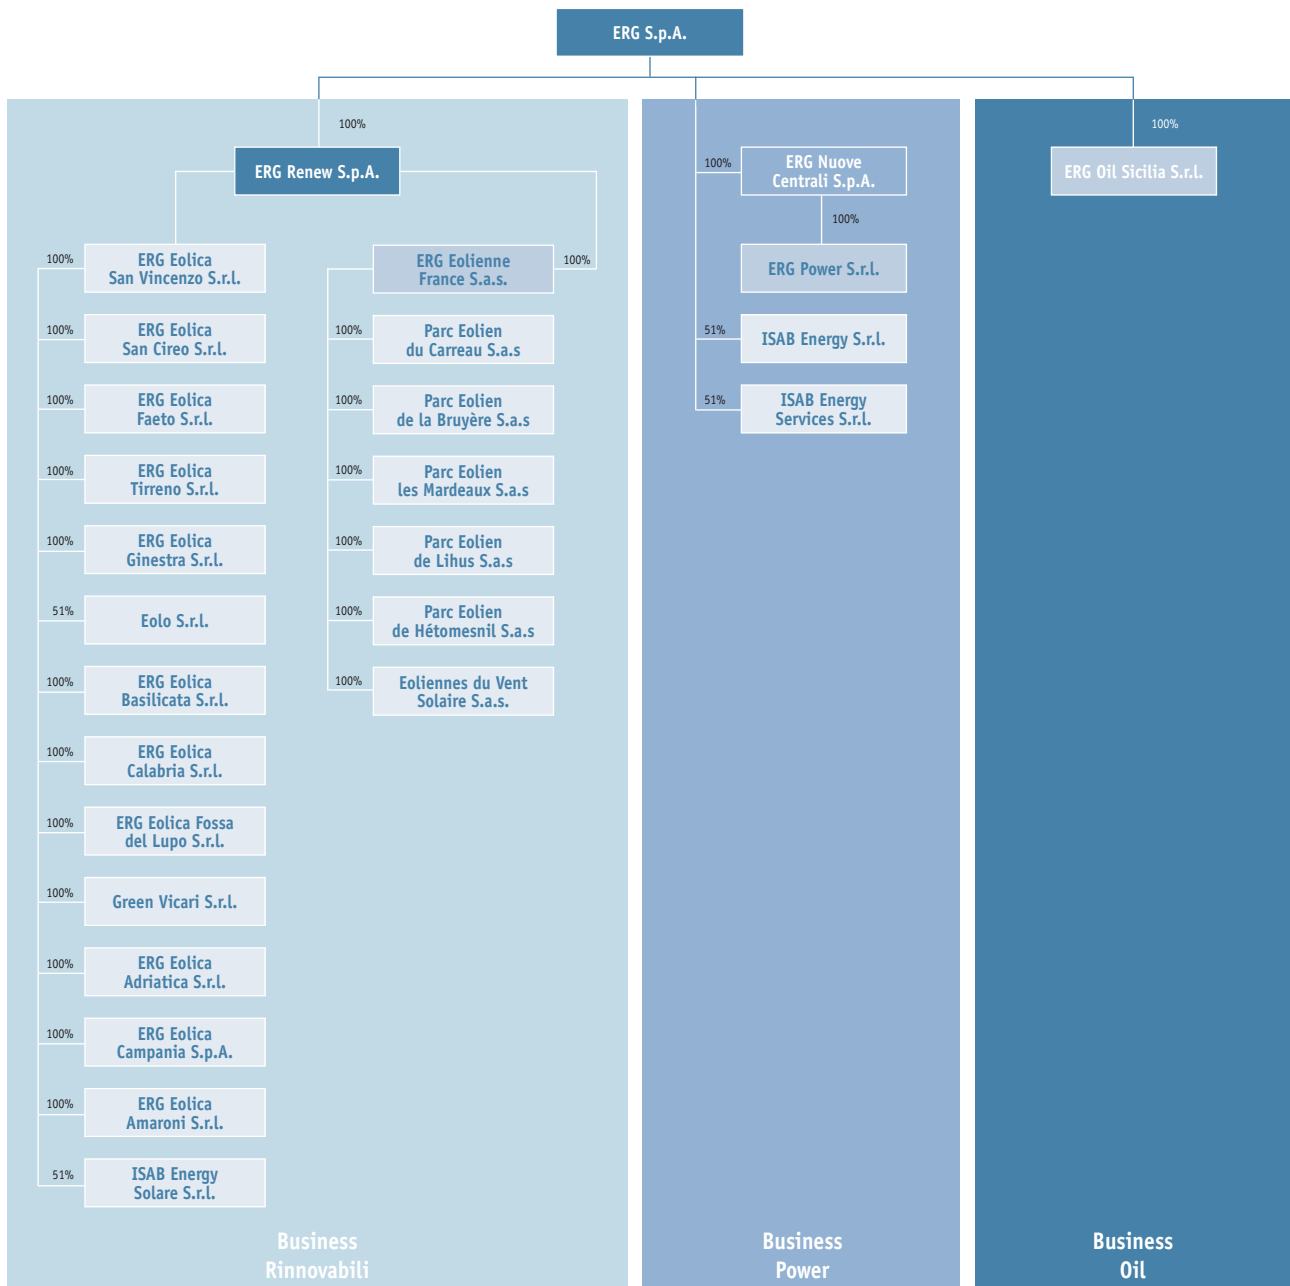 ERG S.p.A.
100%
ERG Renew S.p.A.
100%
ERG Eolica
San Vincenzo S.r.l.
100%
ERG Eolica
San Cireo S.r.l.
100%
ERG Eolica
Faeto S.r.l.
100%
ERG Eolica
Tirreno S.r.l.
100%
ERG Eolica
Ginestra S.r.l.
51%
Eolo S.r.l.
100%
ERG Eolica
Basilicata S.r.l.
100%
ERG Eolica
Calabria S.r.l.
100%
ERG Eolica Fossa
del Lupo S.r.l.
100%
Green Vicari S.r.l.
100%
ERG Eolica
Adriatica S.r.l.
100%
ERG Eolica
Campania S.p.A.
100%
ERG Eolica
Amaroni S.r.l.
51%
ISAB Energy
Solare S.r.l.
ERG Eolienne
France S.a.s.
100%
100%
Parc Eolien
du Carreau S.a.s
100%
Parc Eolien
de la Bruyère S.a.s
100%
Parc Eolien
les Mardeaux S.a.s
100%
Parc Eolien
de Lihus S.a.s
100%
Parc Eolien
de Hétomesnil S.a.s
100%
Eoliennes du Vent
Solaire S.a.s.
Business
Rinnovabili
100%
ERG Nuove
Centrali S.p.A.
100%
ERG Power S.r.l.
51%
ISAB Energy S.r.l.
51%
ISAB Energy
Services S.r.l.
Business
Power
100%
ERG Oil Sicilia S.r.l.
Business
Oil